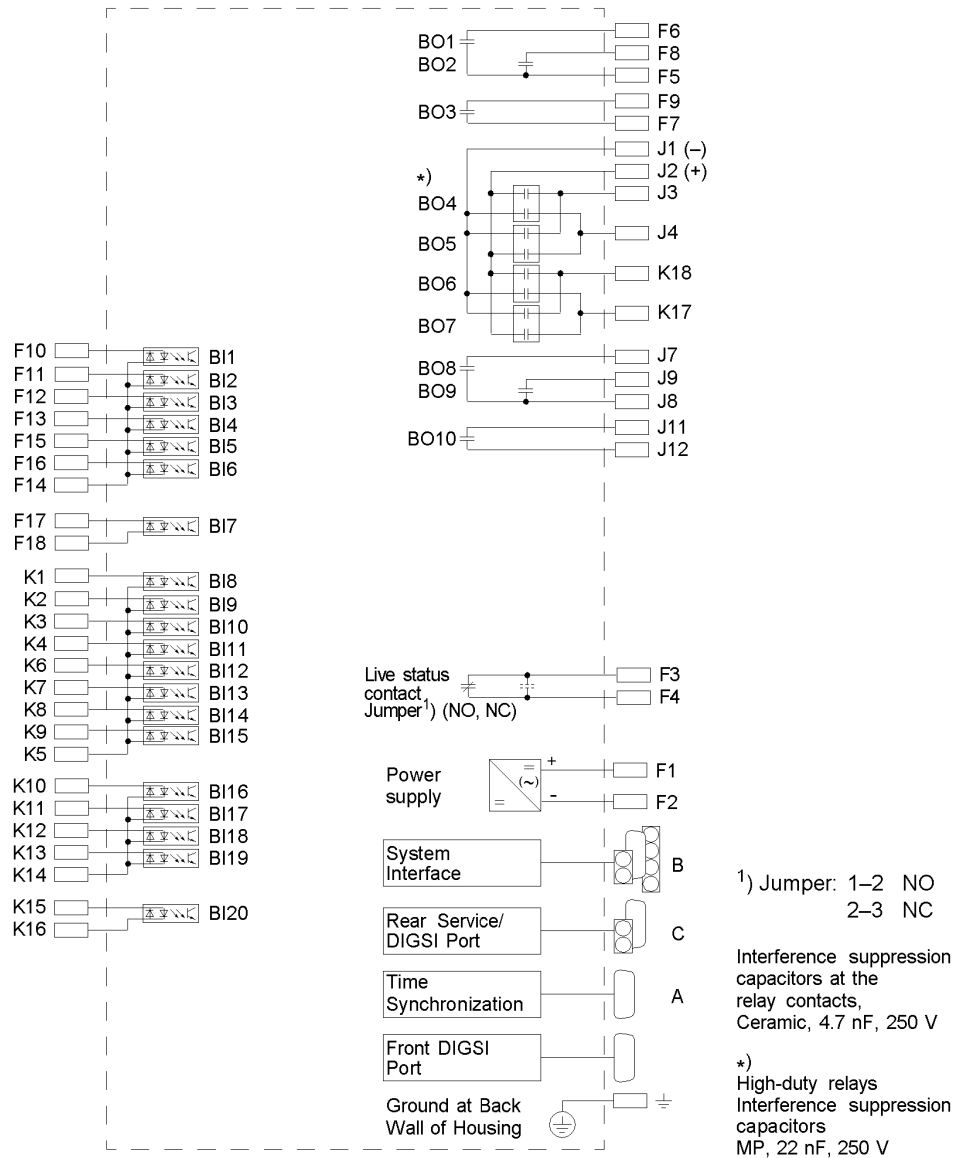 BO1
BO2
F6
F8
F5
BO3
F9
F7
J1 (–)
J2 (+)
*)
J3
BO4
J4
BO5
BO6
K18
BO7
K17
BO8
BO9
J7
J9
J8
BO10
J11
J12
F10
F11
F12
F13
F15
F16
F14
BI1
BI2
BI3
BI4
BI5
BI6
F17
F18
BI7
K1
K2
K3
K4
K6
K7
K8
K9
K5
BI8
BI9
BI10
BI11
BI12
BI13
BI14
BI15
K10
K11
K12
K13
K14
BI16
BI17
BI18
BI19
K15
K16
BI20
Live status
contact
Jumper1) (NO, NC)
F3
F4
Power
supply
= (~) =
+
-
F1
F2
System
Interface
B
Rear Service/
DIGSI Port
C
Time
Synchronization
A
Front DIGSI
Port
Ground at Back
Wall of Housing
1) Jumper: 1–2 NO
2–3 NC
Interference suppression
capacitors at the
relay contacts,
Ceramic, 4.7 nF, 250 V
*)
High-duty relays
Interference suppression
capacitors
MP, 22 nF, 250 V